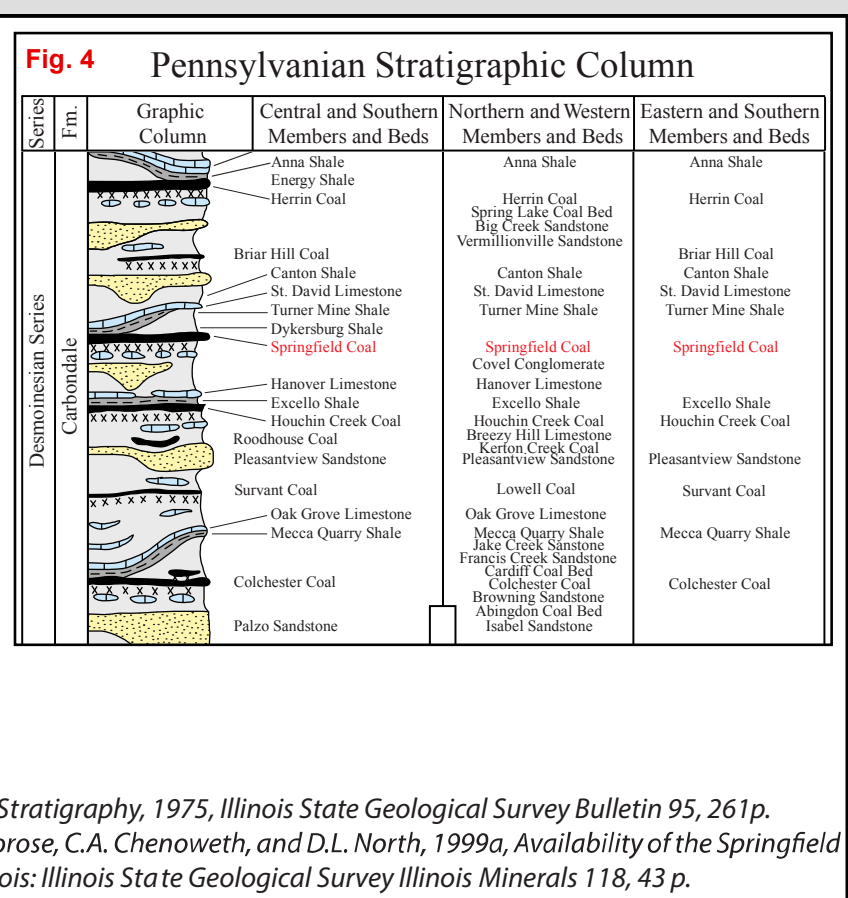 Fig. 4
Pennsylvanian Stratigraphic Column
Series
Fm.
Graphic
Column
Central and Southern
Members and Beds
Northern and Western
Members and Beds
Eastern and Southern
Members and Beds
Desmoinesian Series
Carbondale
Anna Shale
Energy Shale
Herrin Coal
Briar Hill Coal
Canton Shale
St. David Limestone
Turner Mine Shale
Dykersburg Shale
Springfield Coal
Hanover Limestone
Excello Shale
Houchin Creek Coal
Roodhouse Coal
Pleasantview Sandstone
Survant Coal
Oak Grove Limestone
Mecca Quarry Shale
Colchester Coal
Palzo Sandstone
Anna Shale
Herrin Coal
Spring Lake Coal Bed
Big Creek Sandstone
Vermillionville Sandstone
Canton Shale
St. David Limestone
Turner Mine Shale
Springfield Coal
Covel Conglomerate
Hanover Limestone
Excello Shale
Houchin Creek Coal
Breezy Hill Limestone
Kerton Creek Coal
Pleasantview Sandstone
Lowell Coal
Oak Grove Limestone
Mecca Quarry Shale
Jake Creek Sanstone
Francis Creek Sandstone
Cardiff Coal Bed
Colchester Coal
Browning Sandstone
Abingdon Coal Bed
Isabel Sandstone
Anna Shale
Herrin Coal
Briar Hill Coal
Canton Shale
St. David Limestone
Turner Mine Shale
Springfield Coal
Excello Shale
Houchin Creek Coal
Pleasantview Sandstone
Survant Coal
Mecca Quarry Shale
Colchester Coal
Stratigraphy, 1975, Illinois State Geological Survey Bulletin 95, 261p.
brose, C.A. Chenoweth, and D.L. North, 1999a, Availability of the Springfield
ois: Illinois State Geological Survey Illinois Minerals 118, 43 p.